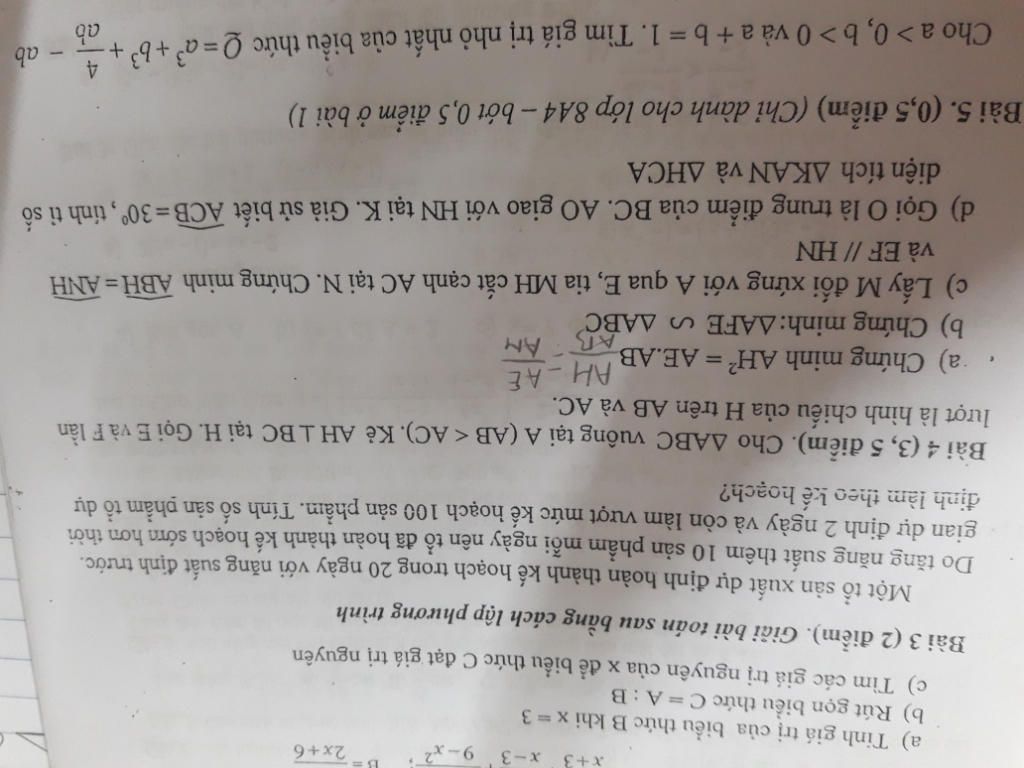 x+3 x−3 9−x² ; B = 2x+6
a) Tính giá trị của biểu thức B khi x = 3
b) Rút gọn biểu thức C = A : B
c) Tìm các giá trị nguyên của x để biểu thức C đạt giá trị nguyên
Bài 3 (2 điểm). Giải bài toán sau bằng cách lập phương trình
Một tổ sản xuất dự định hoàn thành kế hoạch trong 20 ngày với năng suất định trước.
Do tăng năng suất thêm 10 sản phẩm mỗi ngày nên tổ đã hoàn thành kế hoạch sớm hơn thời
gian dự định 2 ngày và còn làm vượt mức kế hoạch 100 sản phẩm. Tính số sản phẩm tổ dự
định làm theo kế hoạch?
Bài 4 (3, 5 điểm). Cho ΔABC vuông tại A (AB < AC). Kẻ AH ⊥ BC tại H. Gọi E và F lần
lượt là hình chiếu của H trên AB và AC.
a) Chứng minh AH² = AE.AB AH/AB = AE/AM
b) Chứng minh: ΔAFE ∽ ΔABC
c) Lấy M đối xứng với A qua E, tia MH cắt cạnh AC tại N. Chứng minh ABH = ANH
và EF // HN
d) Gọi O là trung điểm của BC. AO giao với HN tại K. Giả sử biết ACB = 30⁰, tính tỉ số
diện tích ΔKAN và ΔHCA
Bài 5. (0,5 điểm) (Chỉ dành cho lớp 8A4 – bớt 0,5 điểm ở bài 1)
Cho a > 0, b > 0 và a + b = 1. Tìm giá trị nhỏ nhất của biểu thức Q = a³ + b³ + 4/ab − ab